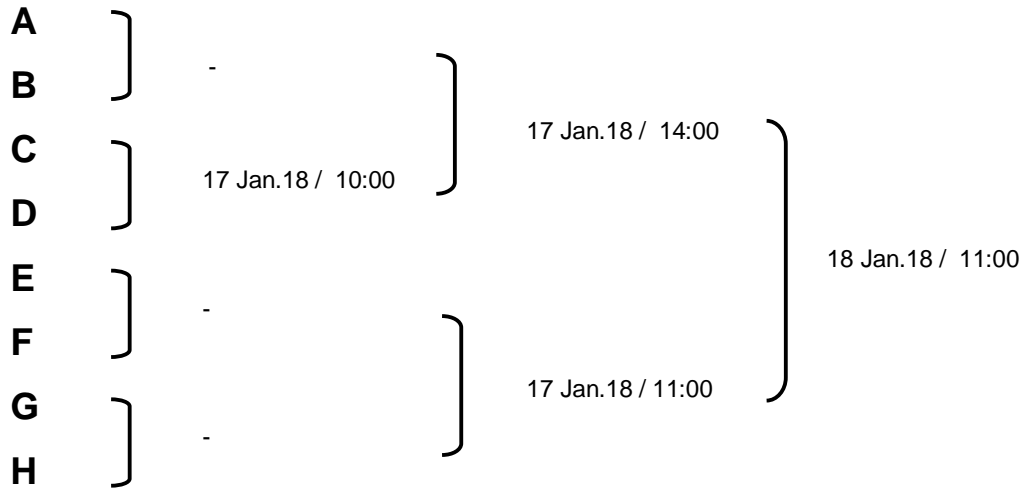 A
-
B
17 Jan.18 / 14:00
C
17 Jan.18 / 10:00
D
18 Jan.18 / 11:00
E
-
F
17 Jan.18 / 11:00
G
-
H